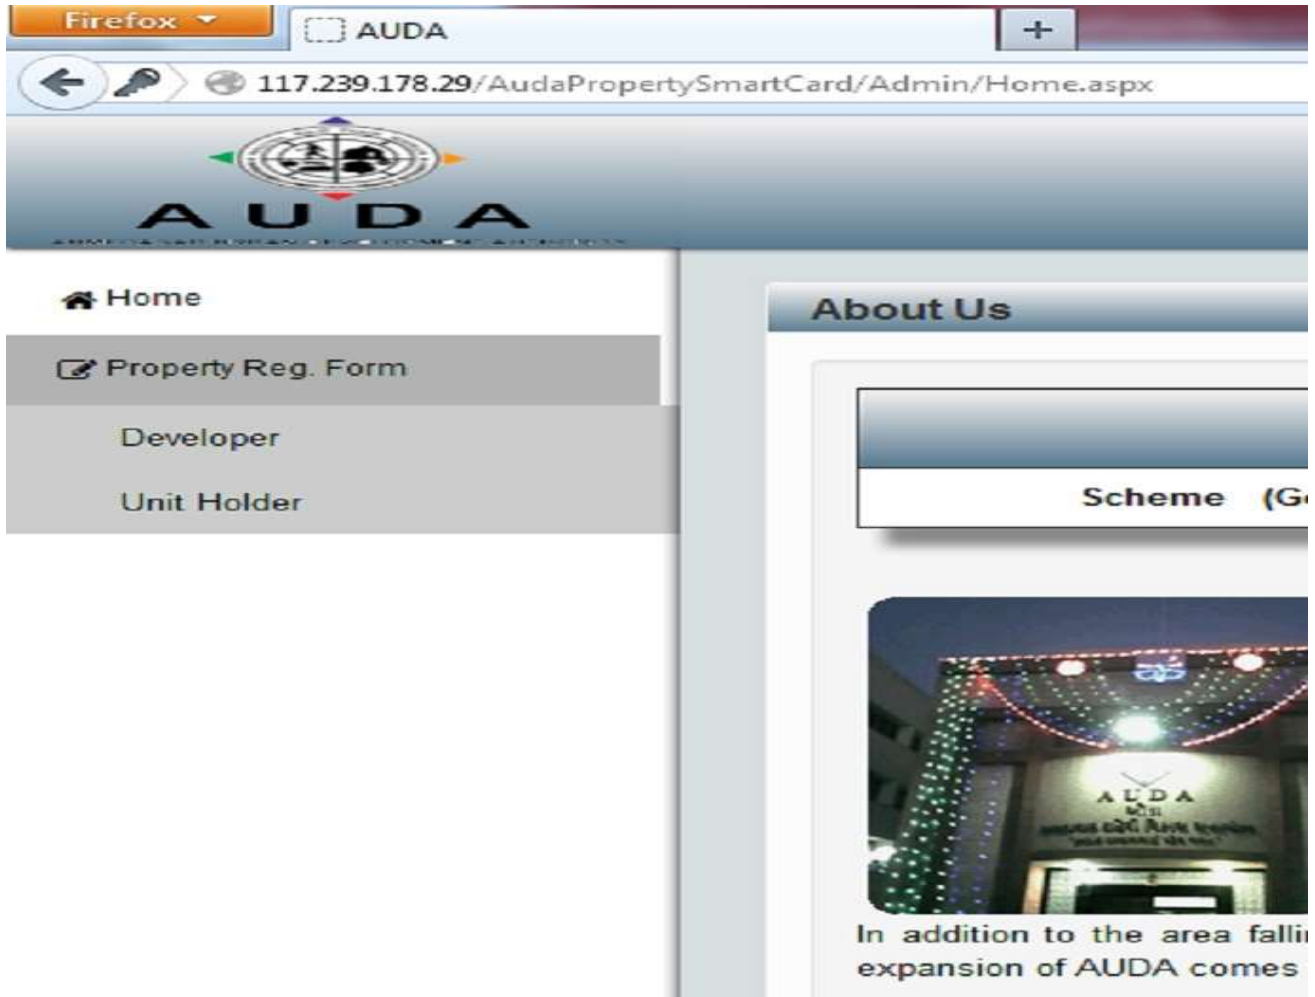 Firefox
AUDA
117.239.178.29/AudaPropertySmartCard/Admin/Home.aspx
AUDA
Home
Property Reg. Form
Developer
Unit Holder
About Us
Scheme (G
AUDA
In addition to the area falli
expansion of AUDA comes